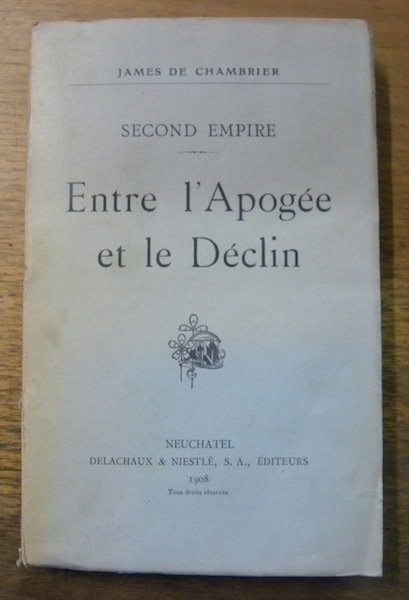 JAMES DE CHAMBRIER
SECOND EMPIRE
Entre l'Apogée
et le Déclin
NEUCHATEL
DELACHAUX & NIESTLÉ, S. A., ÉDITEURS
1908
Tous droits réservés